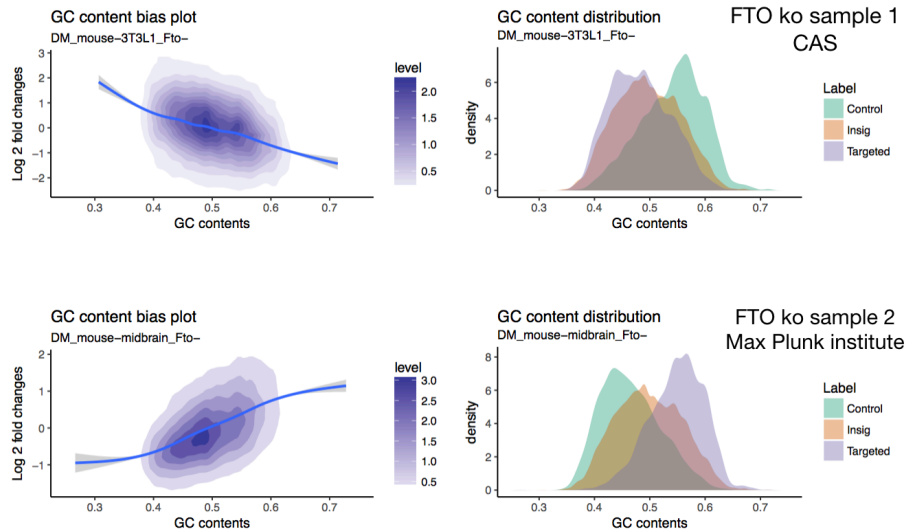 GC content bias plot
DM_mouse-3T3L1_Fto-
Log 2 fold changes
3
2
1
0
-1
-2
0.3 0.4 0.5 0.6 0.7
GC contents
level
2.0
1.5
1.0
0.5
GC content distribution
DM_mouse-3T3L1_Fto-
density
6
4
2
0
0.3 0.4 0.5 0.6 0.7
GC contents
FTO ko sample 1
CAS
Label
Control
Insig
Targeted
GC content bias plot
DM_mouse-midbrain_Fto-
Log 2 fold changes
2
1
0
-1
0.3 0.4 0.5 0.6 0.7
GC contents
level
3.0
2.5
2.0
1.5
1.0
0.5
GC content distribution
DM_mouse-midbrain_Fto-
density
8
6
4
2
0
0.3 0.4 0.5 0.6 0.7
GC contents
FTO ko sample 2
Max Plunk institute
Label
Control
Insig
Targeted